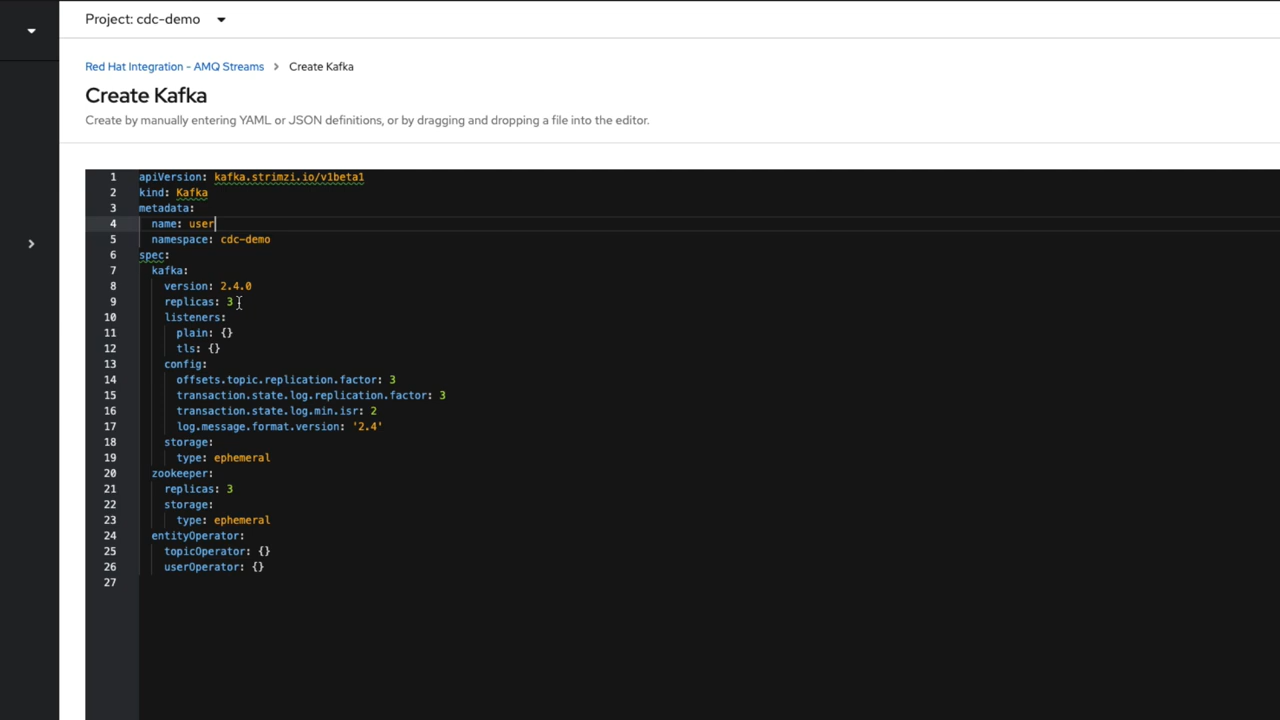 Project: cdc-demo
Red Hat Integration - AMQ Streams > Create Kafka
Create Kafka
Create by manually entering YAML or JSON definitions, or by dragging and dropping a file into the editor.
1 apiVersion: kafka.strimzi.io/v1beta1
2 kind: Kafka
3 metadata:
4   name: user
5   namespace: cdc-demo
6 spec:
7   kafka:
8     version: 2.4.0
9     replicas: 3
10     listeners:
11       plain: {}
12       tls: {}
13     config:
14       offsets.topic.replication.factor: 3
15       transaction.state.log.replication.factor: 3
16       transaction.state.log.min.isr: 2
17       log.message.format.version: '2.4'
18     storage:
19       type: ephemeral
20   zookeeper:
21     replicas: 3
22     storage:
23       type: ephemeral
24   entityOperator:
25     topicOperator: {}
26     userOperator: {}
27